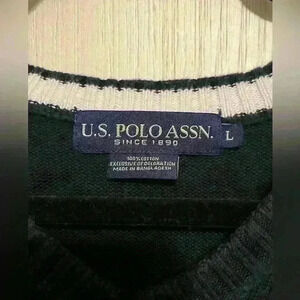 U.S. POLO ASSN. L
SINCE 1890
100% COTTON
EXCLUSIVE OF DECORATION
MADE IN BANGLADESH